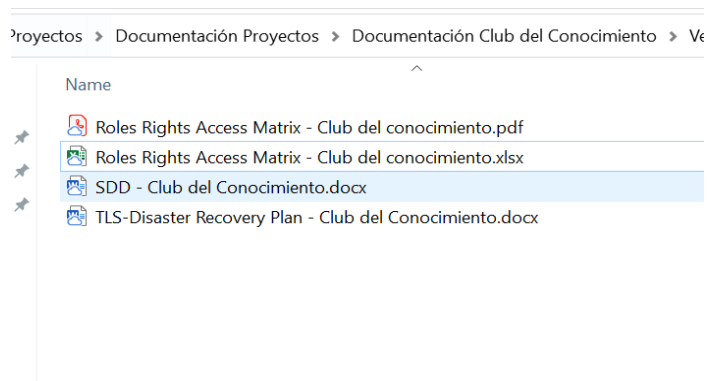 Proyectos > Documentación Proyectos > Documentación Club del Conocimiento >
Name
Roles Rights Access Matrix - Club del conocimiento.pdf
Roles Rights Access Matrix - Club del conocimiento.xlsx
SDD - Club del Conocimiento.docx
TLS-Disaster Recovery Plan - Club del Conocimiento.docx